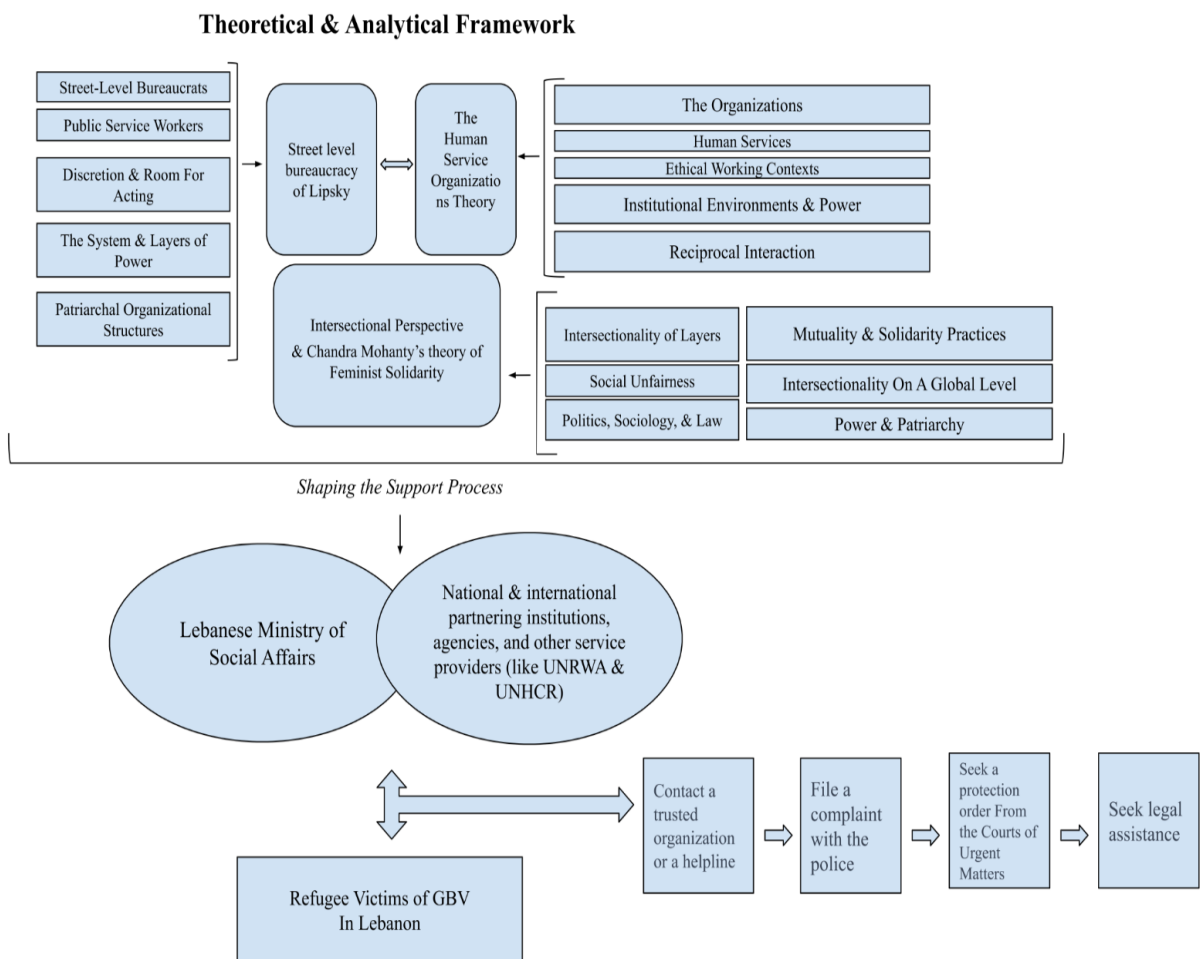 Theoretical & Analytical Framework
Street-Level Bureaucrats
Public Service Workers
Discretion & Room For
Acting
The System & Layers of
Power
Patriarchal Organizational
Structures
Street level
bureaucracy
of Lipsky
The
Human
Service
Organizatio
ns Theory
The Organizations
Human Services
Ethical Working Contexts
Institutional Environments & Power
Reciprocal Interaction
Intersectional Perspective
& Chandra Mohanty's theory of
Feminist Solidarity
Intersectionality of Layers
Social Unfairness
Politics, Sociology, & Law
Mutuality & Solidarity Practices
Intersectionality On A Global Level
Power & Patriarchy
Shaping the Support Process
Lebanese Ministry of
Social Affairs
National & international
partnering institutions,
agencies, and other service
providers (like UNRWA &
UNHCR)
Refugee Victims of GBV
In Lebanon
Contact a
trusted
organization
or a helpline
File a
complaint
with the
police
Seek a
protection
order From
the Courts of
Urgent
Matters
Seek legal
assistance